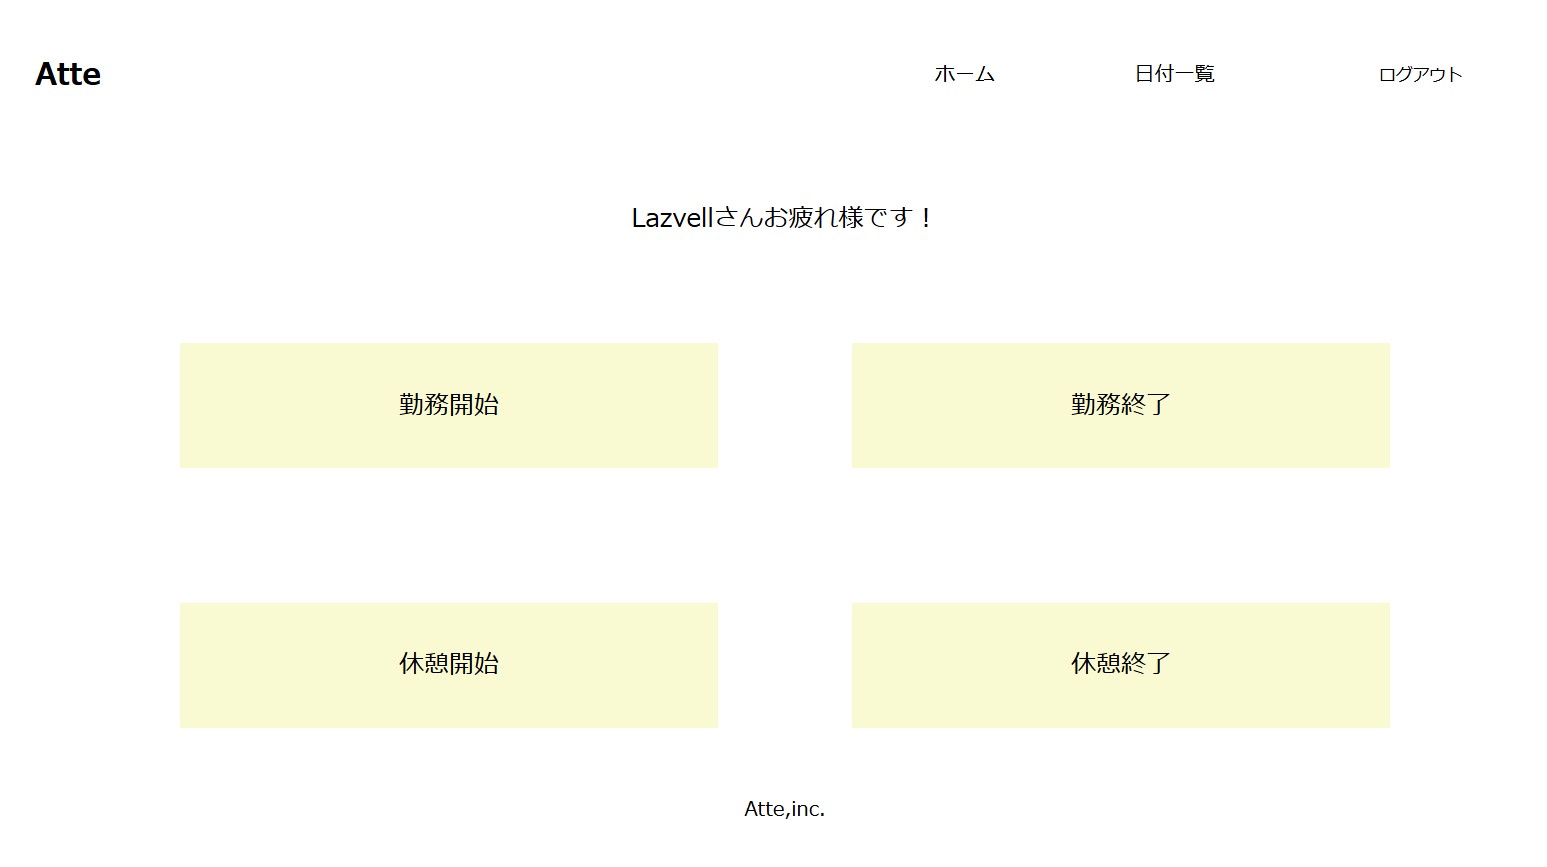 Atte
ホーム 日付一覧 ログアウト
Lazvellさんお疲れ様です！
勤務開始 勤務終了
休憩開始 休憩終了
Atte,inc.